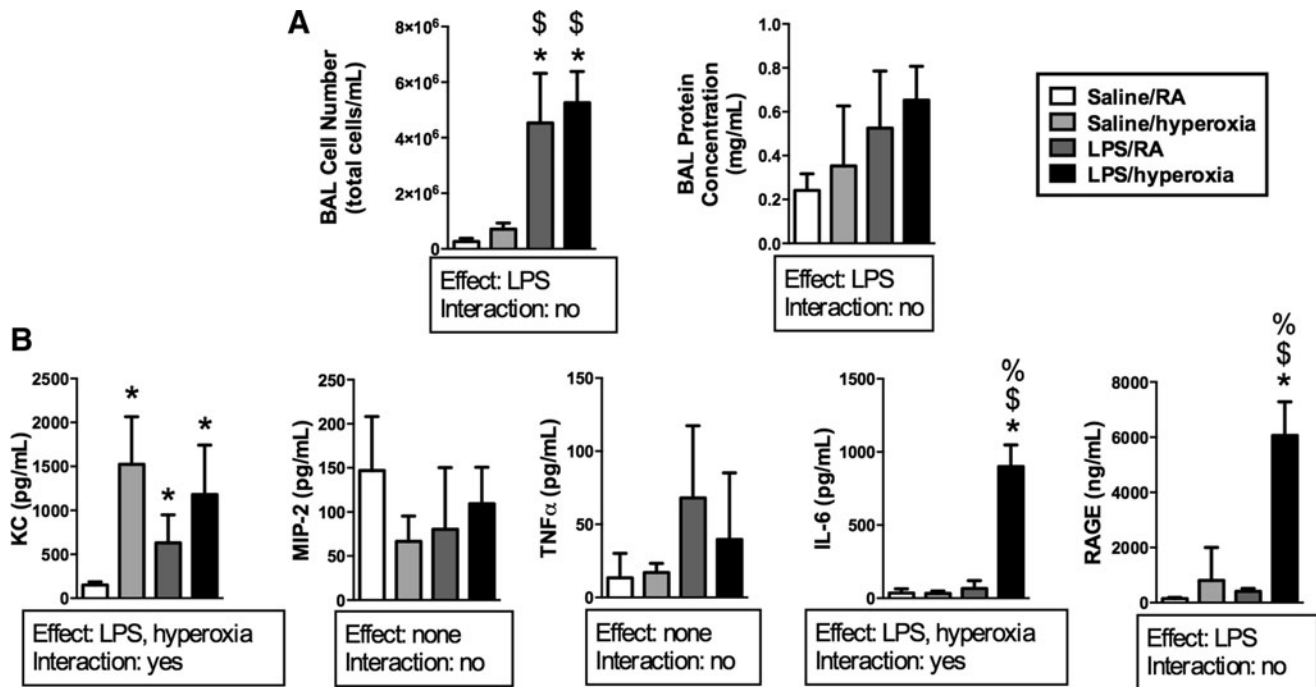 A
BAL Cell Number
(total cells/mL)
8×10⁶
6×10⁶
4×10⁶
2×10⁶
0
$ $
* *
Effect: LPS
Interaction: no
BAL Protein
Concentration
(mg/mL)
1.0
0.8
0.6
0.4
0.2
0.0
Effect: LPS
Interaction: no
Saline/RA
Saline/hyperoxia
LPS/RA
LPS/hyperoxia
B
KC (pg/mL)
2500
2000
1500
1000
500
0
* * *
Effect: LPS, hyperoxia
Interaction: yes
MIP-2 (pg/mL)
250
200
150
100
50
0
Effect: none
Interaction: no
TNFα (pg/mL)
150
100
50
0
Effect: none
Interaction: no
IL-6 (pg/mL)
1500
1000
500
0
%
$
*
Effect: LPS, hyperoxia
Interaction: yes
RAGE (ng/mL)
8000
6000
4000
2000
0
%
$
*
Effect: LPS
Interaction: no